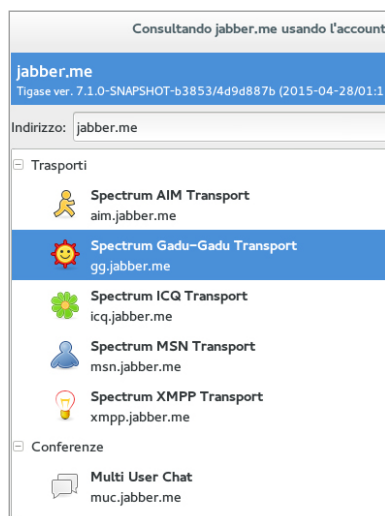 Consultando jabber.me usando l'account
jabber.me
Tigase ver. 7.1.0-SNAPSHOT-b3853/4d9d887b (2015-04-28/01:1
Indirizzo: jabber.me
Trasporti
Spectrum AIM Transport
aim.jabber.me
Spectrum Gadu-Gadu Transport
gg.jabber.me
Spectrum ICQ Transport
icq.jabber.me
Spectrum MSN Transport
msn.jabber.me
Spectrum XMPP Transport
xmpp.jabber.me
Conferenze
Multi User Chat
muc.jabber.me